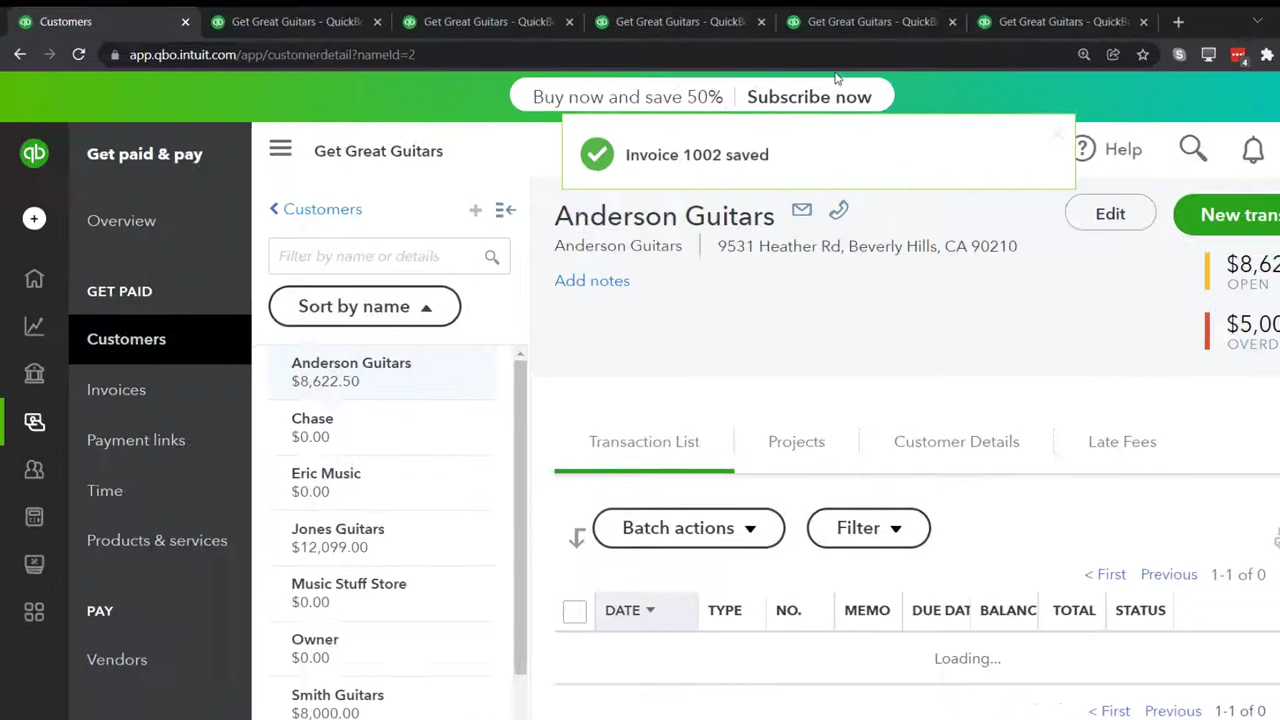 Customers
Get Great Guitars - QuickB
Get Great Guitars - QuickB
Get Great Guitars - QuickB
Get Great Guitars - QuickB
Get Great Guitars - QuickB
app.qbo.intuit.com/app/customerdetail?nameId=2
4
Buy now and save 50%
Subscribe now
qb
Get paid & pay
Get Great Guitars
Invoice 1002 saved
Help
Overview
GET PAID
Customers
Invoices
Payment links
Time
Products & services
PAY
Vendors
Customers
Filter by name or details
Sort by name
Anderson Guitars
$8,622.50
Chase
$0.00
Eric Music
$0.00
Jones Guitars
$12,099.00
Music Stuff Store
$0.00
Owner
$0.00
Smith Guitars
$8,000.00
Anderson Guitars
Edit
New tran
Anderson Guitars
9531 Heather Rd, Beverly Hills, CA 90210
Add notes
$8,62
OPEN
$5,00
OVERD
Transaction List
Projects
Customer Details
Late Fees
Batch actions
Filter
< First Previous 1-1 of 0
DATE TYPE NO. MEMO DUE DAT BALANC TOTAL STATUS
Loading...
< First Previous 1-1 of 0